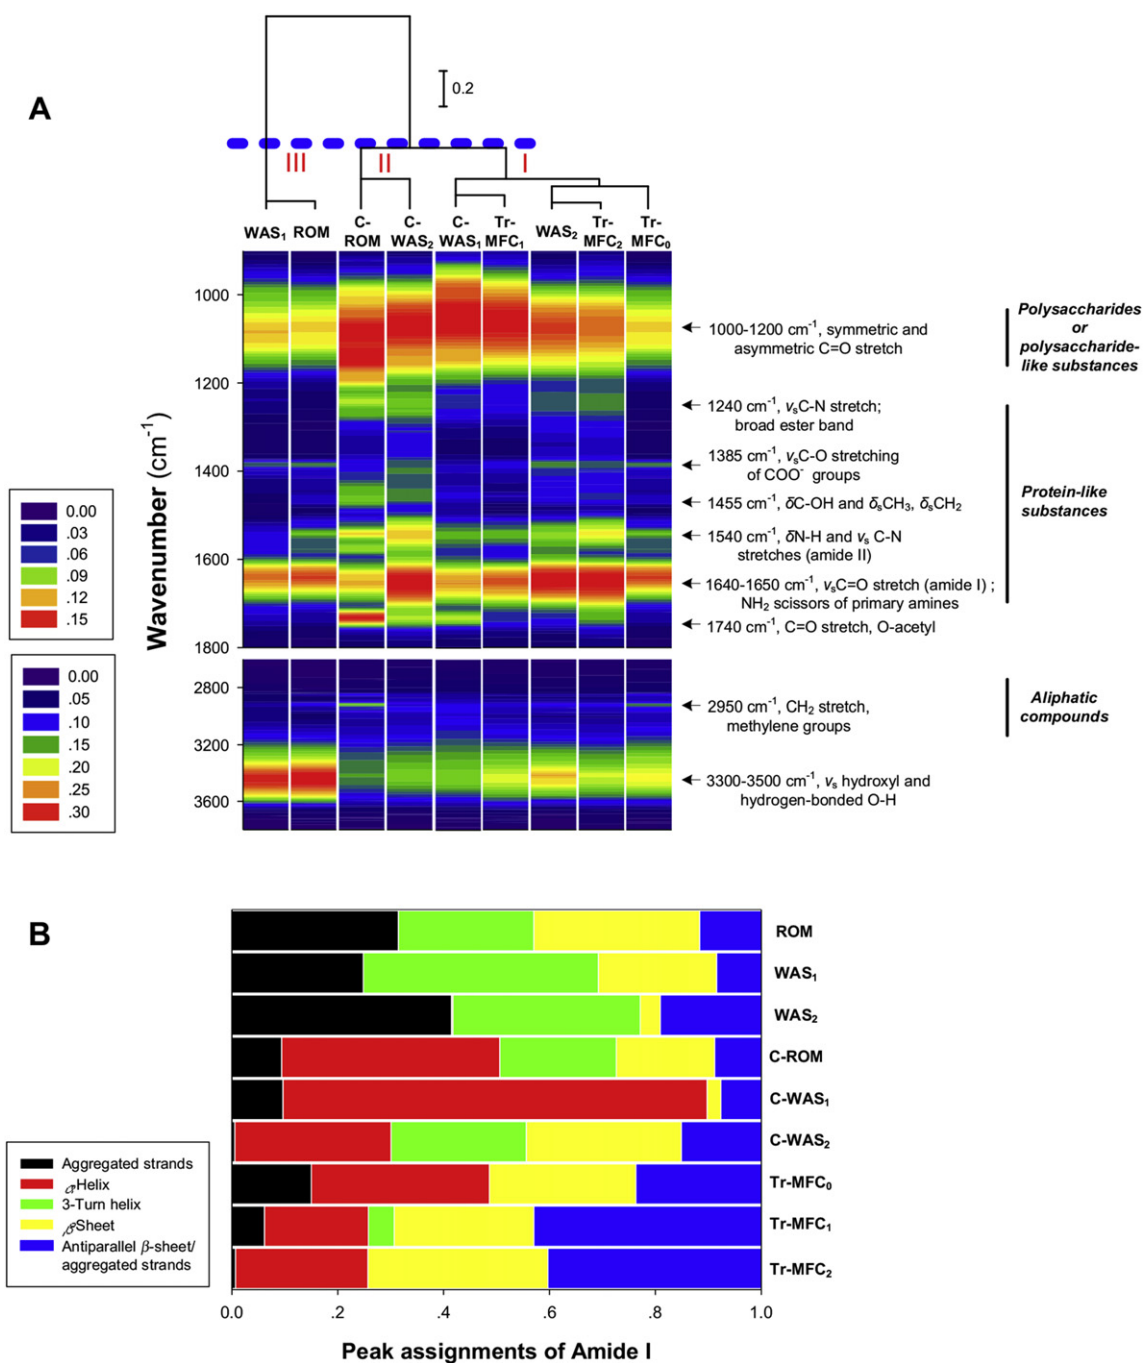 A
0.2
III
II
I
WAS₁
ROM
C-
ROM
C-
WAS₂
C-
WAS₁
Tr-
MFC₁
WAS₂
Tr-
MFC₂
Tr-
MFC₀
Wavenumber (cm⁻¹)
1000
1200
1400
1600
1800
2800
3200
3600
0.00
.03
.06
.09
.12
.15
0.00
.05
.10
.15
.20
.25
.30
1000-1200 cm⁻¹, symmetric and
asymmetric C=O stretch
1240 cm⁻¹, νₛC-N stretch;
broad ester band
1385 cm⁻¹, νₛC-O stretching
of COO⁻ groups
1455 cm⁻¹, δC-OH and δₛCH₃, δₛCH₂
1540 cm⁻¹, δN-H and νₛ C-N
stretches (amide II)
1640-1650 cm⁻¹, νₛC=O stretch (amide I) ;
NH₂ scissors of primary amines
1740 cm⁻¹, C=O stretch, O-acetyl
2950 cm⁻¹, CH₂ stretch,
methylene groups
3300-3500 cm⁻¹, νₛ hydroxyl and
hydrogen-bonded O-H
Polysaccharides
or
polysaccharide-
like substances
Protein-like
substances
Aliphatic
compounds
B
ROM
WAS₁
WAS₂
C-ROM
C-WAS₁
C-WAS₂
Tr-MFC₀
Tr-MFC₁
Tr-MFC₂
Aggregated strands
α-Helix
3-Turn helix
β-Sheet
Antiparallel β-sheet/
aggregated strands
0.0
.2
.4
.6
.8
1.0
Peak assignments of Amide I